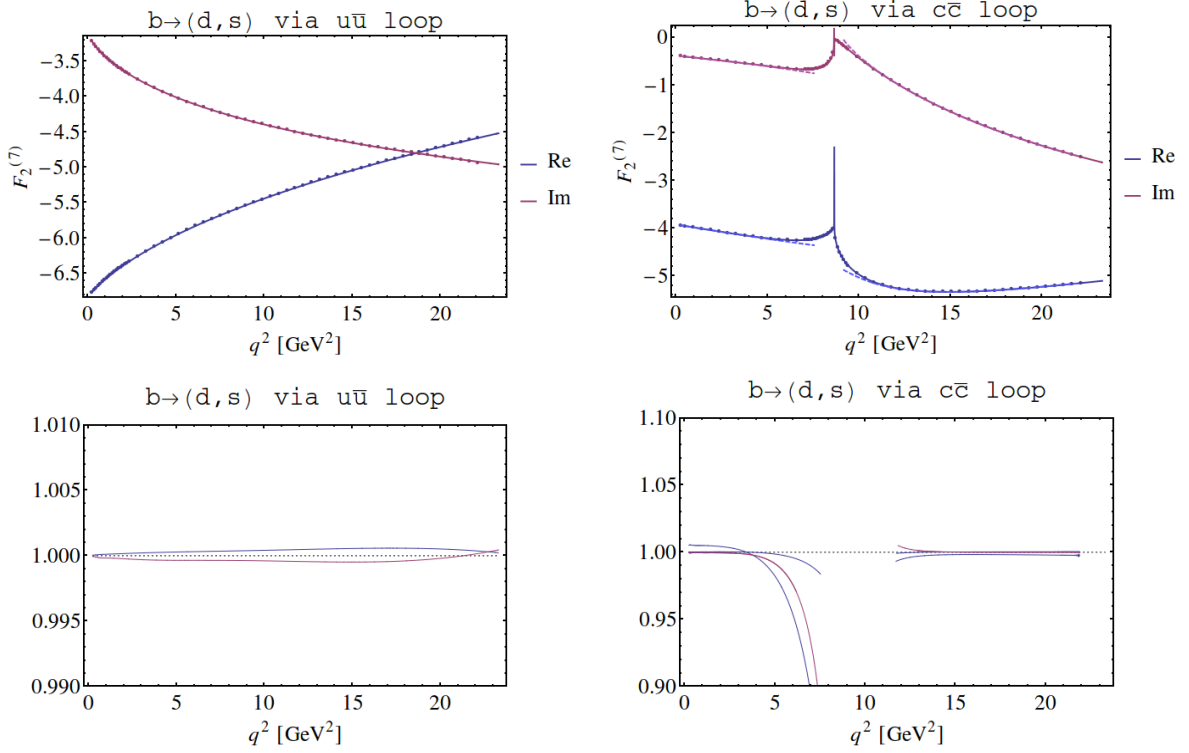 b→(d,s) via uū loop
F₂⁽⁷⁾
−3.5
−4.0
−4.5
−5.0
−5.5
−6.0
−6.5
0 5 10 15 20
q² [GeV²]
Re
Im
b→(d,s) via cc̄ loop
F₂⁽⁷⁾
0
−1
−2
−3
−4
−5
0 5 10 15 20
q² [GeV²]
Re
Im
b→(d,s) via uū loop
1.010
1.005
1.000
0.995
0.990
0 5 10 15 20
q² [GeV²]
b→(d,s) via cc̄ loop
1.10
1.05
1.00
0.95
0.90
0 5 10 15 20
q² [GeV²]